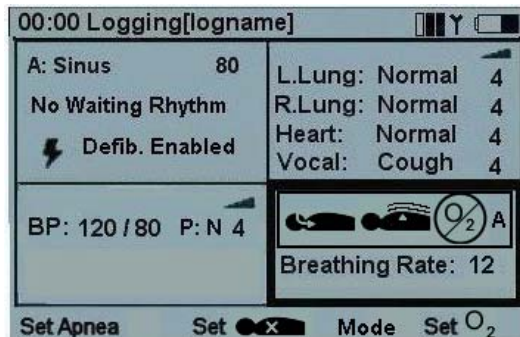 00:00 Logging[logname]
A: Sinus 80
No Waiting Rhythm
Defib. Enabled
L.Lung: Normal 4
R.Lung: Normal 4
Heart: Normal 4
Vocal: Cough 4
BP: 120 / 80 P: N 4
O2 A
Breathing Rate: 12
Set Apnea Set Mode Set O2